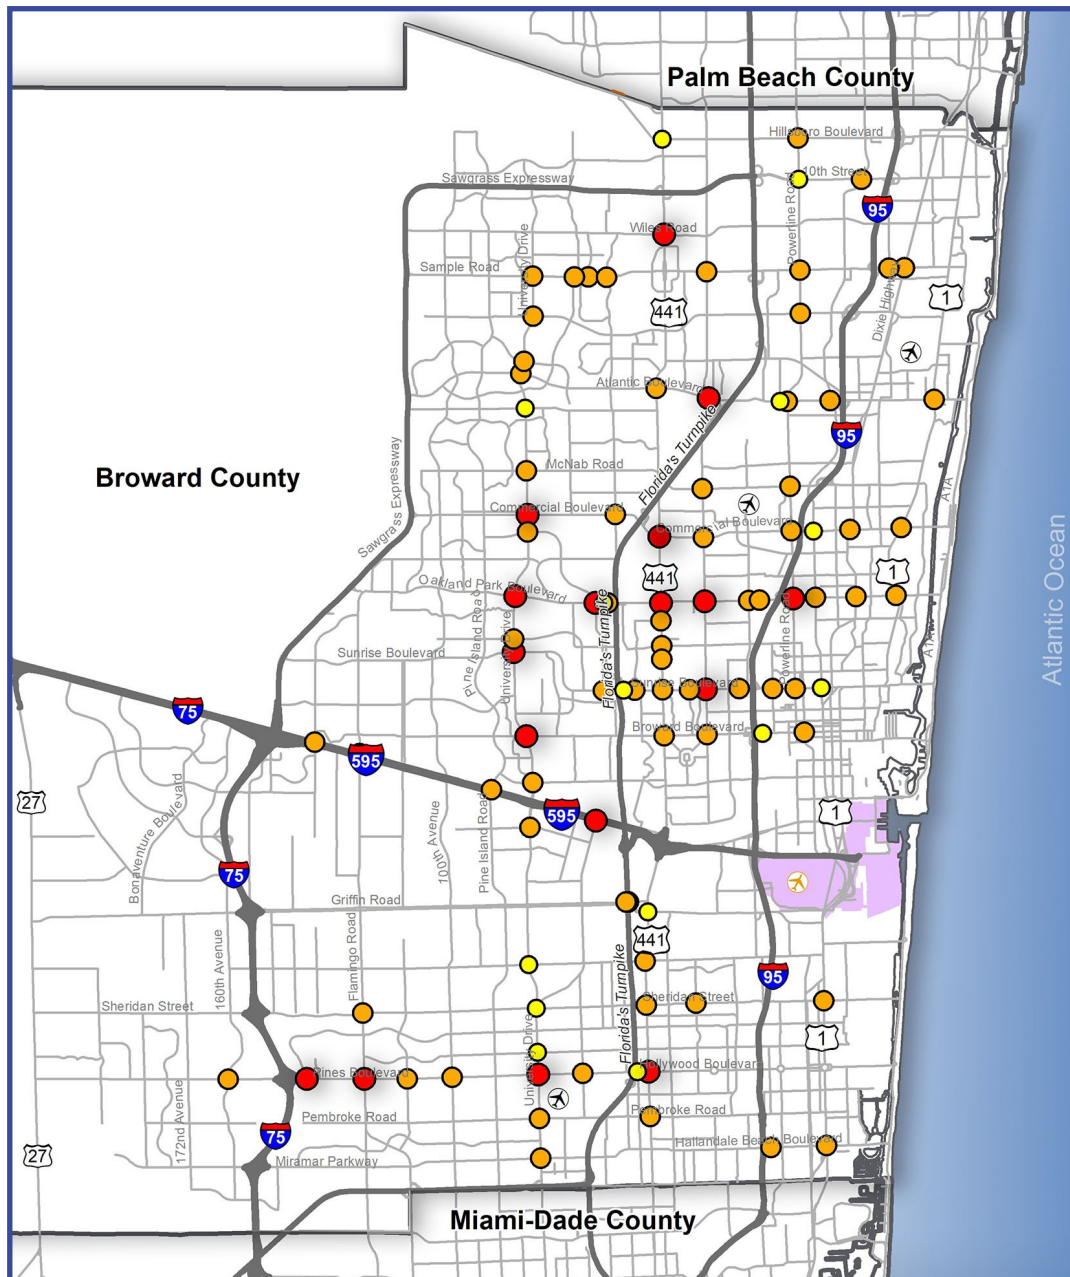 Palm Beach County
Hillsboro Boulevard
10th Street
Sawgrass Expressway
Powerline Road
95
Wiles Road
University Drive
Sample Road
441
1
Dixie Highway
Atlantic Boulevard
Florida's Turnpike
95
Broward County
McNab Road
A1A
Sawgrass Expressway
Commercial Boulevard
Commercial Boulevard
Atlantic Ocean
441
1
Oakland Park Boulevard
Pine Island Road
University Drive
Florida's Turnpike
Powerline Road
A1A
Sunrise Boulevard
Sunrise Boulevard
75
Broward Boulevard
595
27
Bonaventure Boulevard
100th Avenue
Pine Island Road
595
1
75
Griffin Road
441
160th Avenue
Flamingo Road
95
Florida's Turnpike
Sheridan Street
Sheridan Street
1
University Drive
Pines Boulevard
Hollywood Boulevard
172nd Avenue
Pembroke Road
Pembroke Road
75
Hallandale Beach Boulevard
27
Miramar Parkway
Miami-Dade County